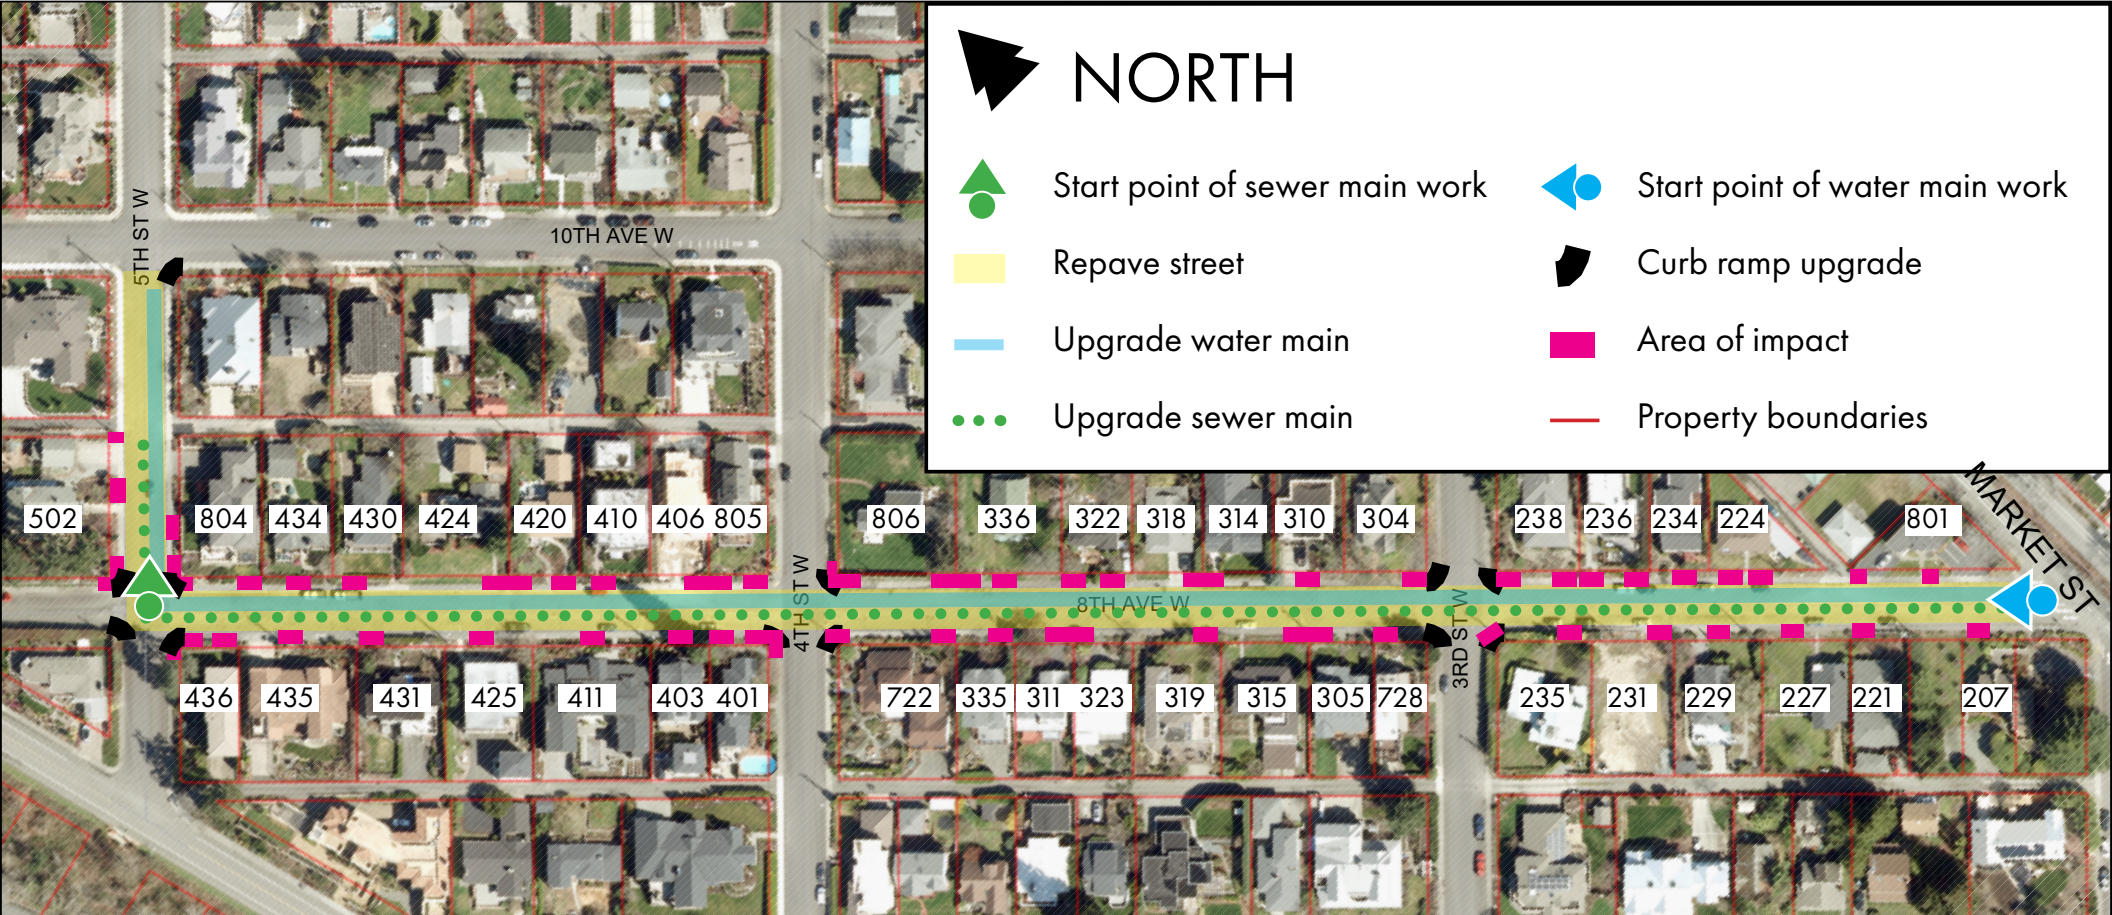 NORTH
Start point of sewer main work
Start point of water main work
Repave street
Curb ramp upgrade
Upgrade water main
Area of impact
Upgrade sewer main
Property boundaries
5TH ST W
10TH AVE W
MARKET ST
502 804 434 430 424 420 410 406 805 806 336 322 318 314 310 304 238 236 234 224 801
4TH ST W
8TH AVE W
3RD ST W
436 435 431 425 411 403 401 722 335 311 323 319 315 305 728 235 231 229 227 221 207